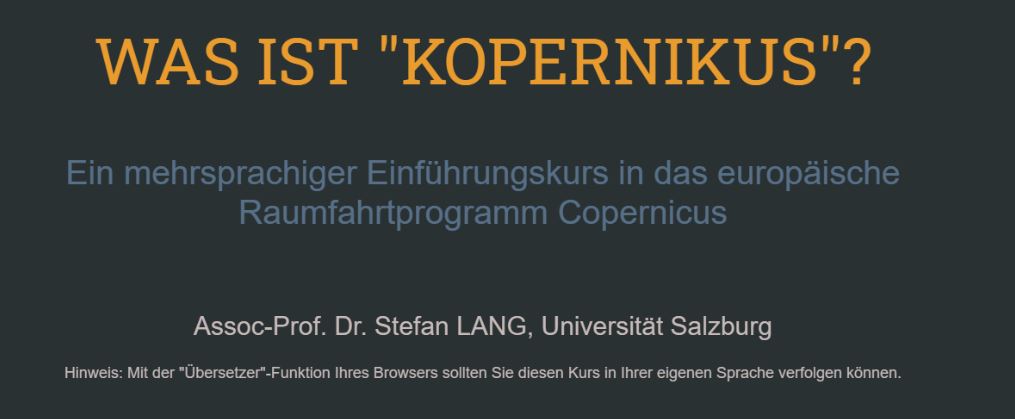 WAS IST "KOPERNIKUS"?
Ein mehrsprachiger Einführungskurs in das europäische
Raumfahrtprogramm Copernicus
Assoc-Prof. Dr. Stefan LANG, Universität Salzburg
Hinweis: Mit der "Übersetzer"-Funktion Ihres Browsers sollten Sie diesen Kurs in Ihrer eigenen Sprache verfolgen können.